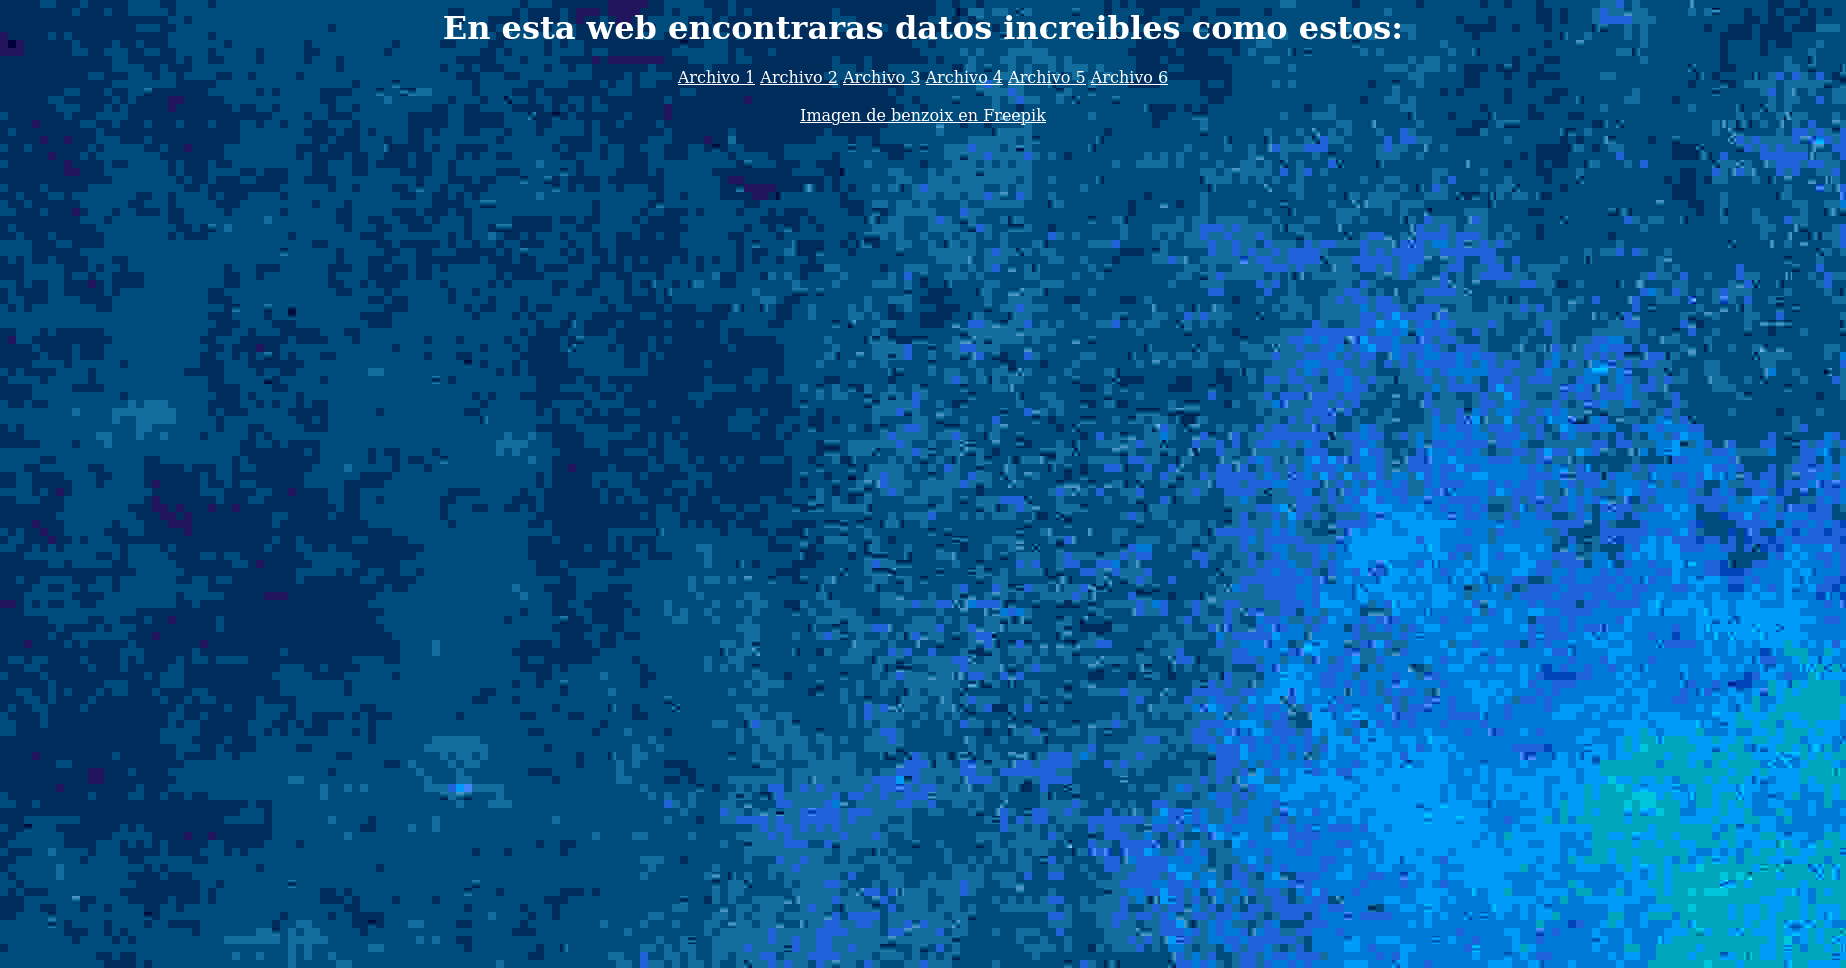 En esta web encontraras datos increibles como estos:
Archivo 1 Archivo 2 Archivo 3 Archivo 4 Archivo 5 Archivo 6
Imagen de benzoix en Freepik